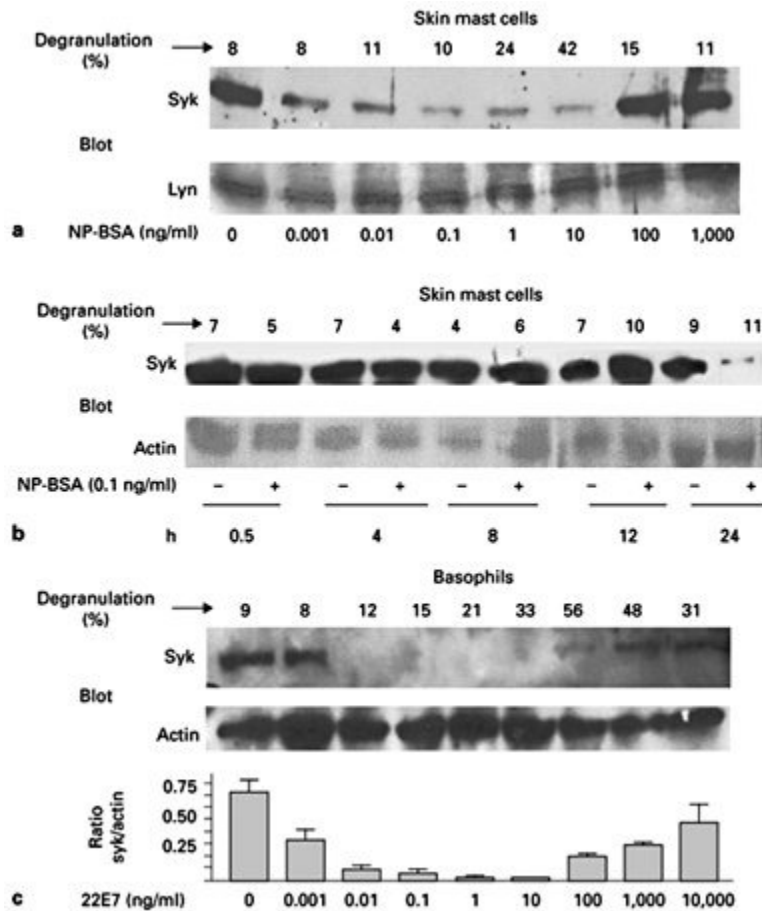 Skin mast cells
Degranulation (%) → 8 8 11 10 24 42 15 11
Syk
Blot
Lyn
a NP-BSA (ng/ml) 0 0.001 0.01 0.1 1 10 100 1,000
Skin mast cells
Degranulation (%) → 7 5 7 4 4 6 7 10 9 11
Syk
Blot
Actin
NP-BSA (0.1 ng/ml) – + – + – + – + – +
b h 0.5 4 8 12 24
Basophils
Degranulation (%) → 9 8 12 15 21 33 56 48 31
Syk
Blot
Actin
0.75
0.50
0.25
Ratio
syk/actin
c 22E7 (ng/ml) 0 0.001 0.01 0.1 1 10 100 1,000 10,000